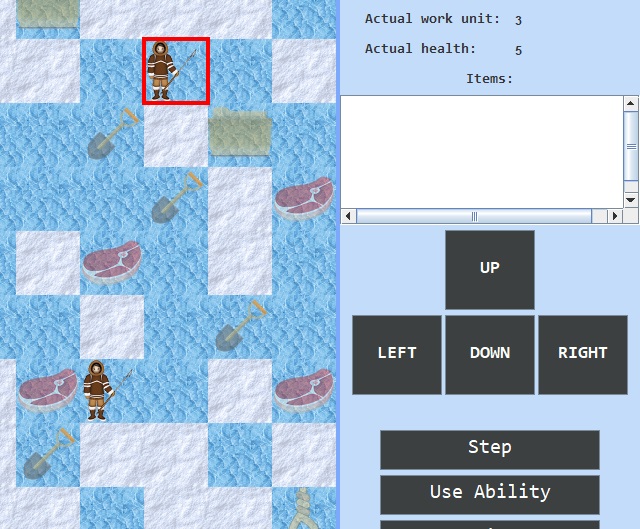 Actual work unit: 3
Actual health: 5
Items:
UP
LEFT DOWN RIGHT
Step
Use Ability